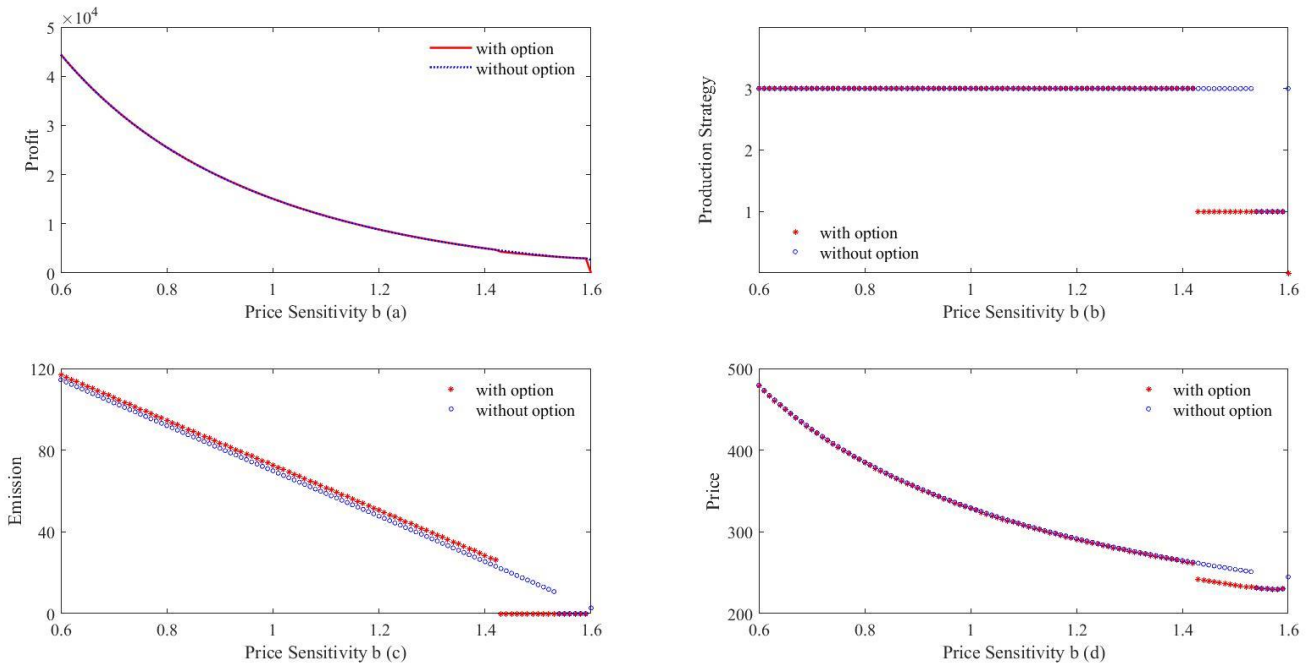 ×10⁴
5
4
3
2
1
0
Profit
with option
without option
0.6 0.8 1 1.2 1.4 1.6
Price Sensitivity b (a)
3
2
1
Production Strategy
with option
without option
0.6 0.8 1 1.2 1.4 1.6
Price Sensitivity b (b)
120
80
40
0
Emission
with option
without option
0.6 0.8 1 1.2 1.4 1.6
Price Sensitivity b (c)
500
400
300
200
Price
with option
without option
0.6 0.8 1 1.2 1.4 1.6
Price Sensitivity b (d)